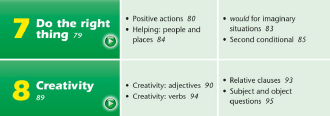 7 Do the right
thing 79
• Positive actions 80
• Helping: people and
places 84
• would for imaginary
situations 83
• Second conditional 85
8 Creativity
89
• Creativity: adjectives 90
• Creativity: verbs 94
• Relative clauses 93
• Subject and object
questions 95